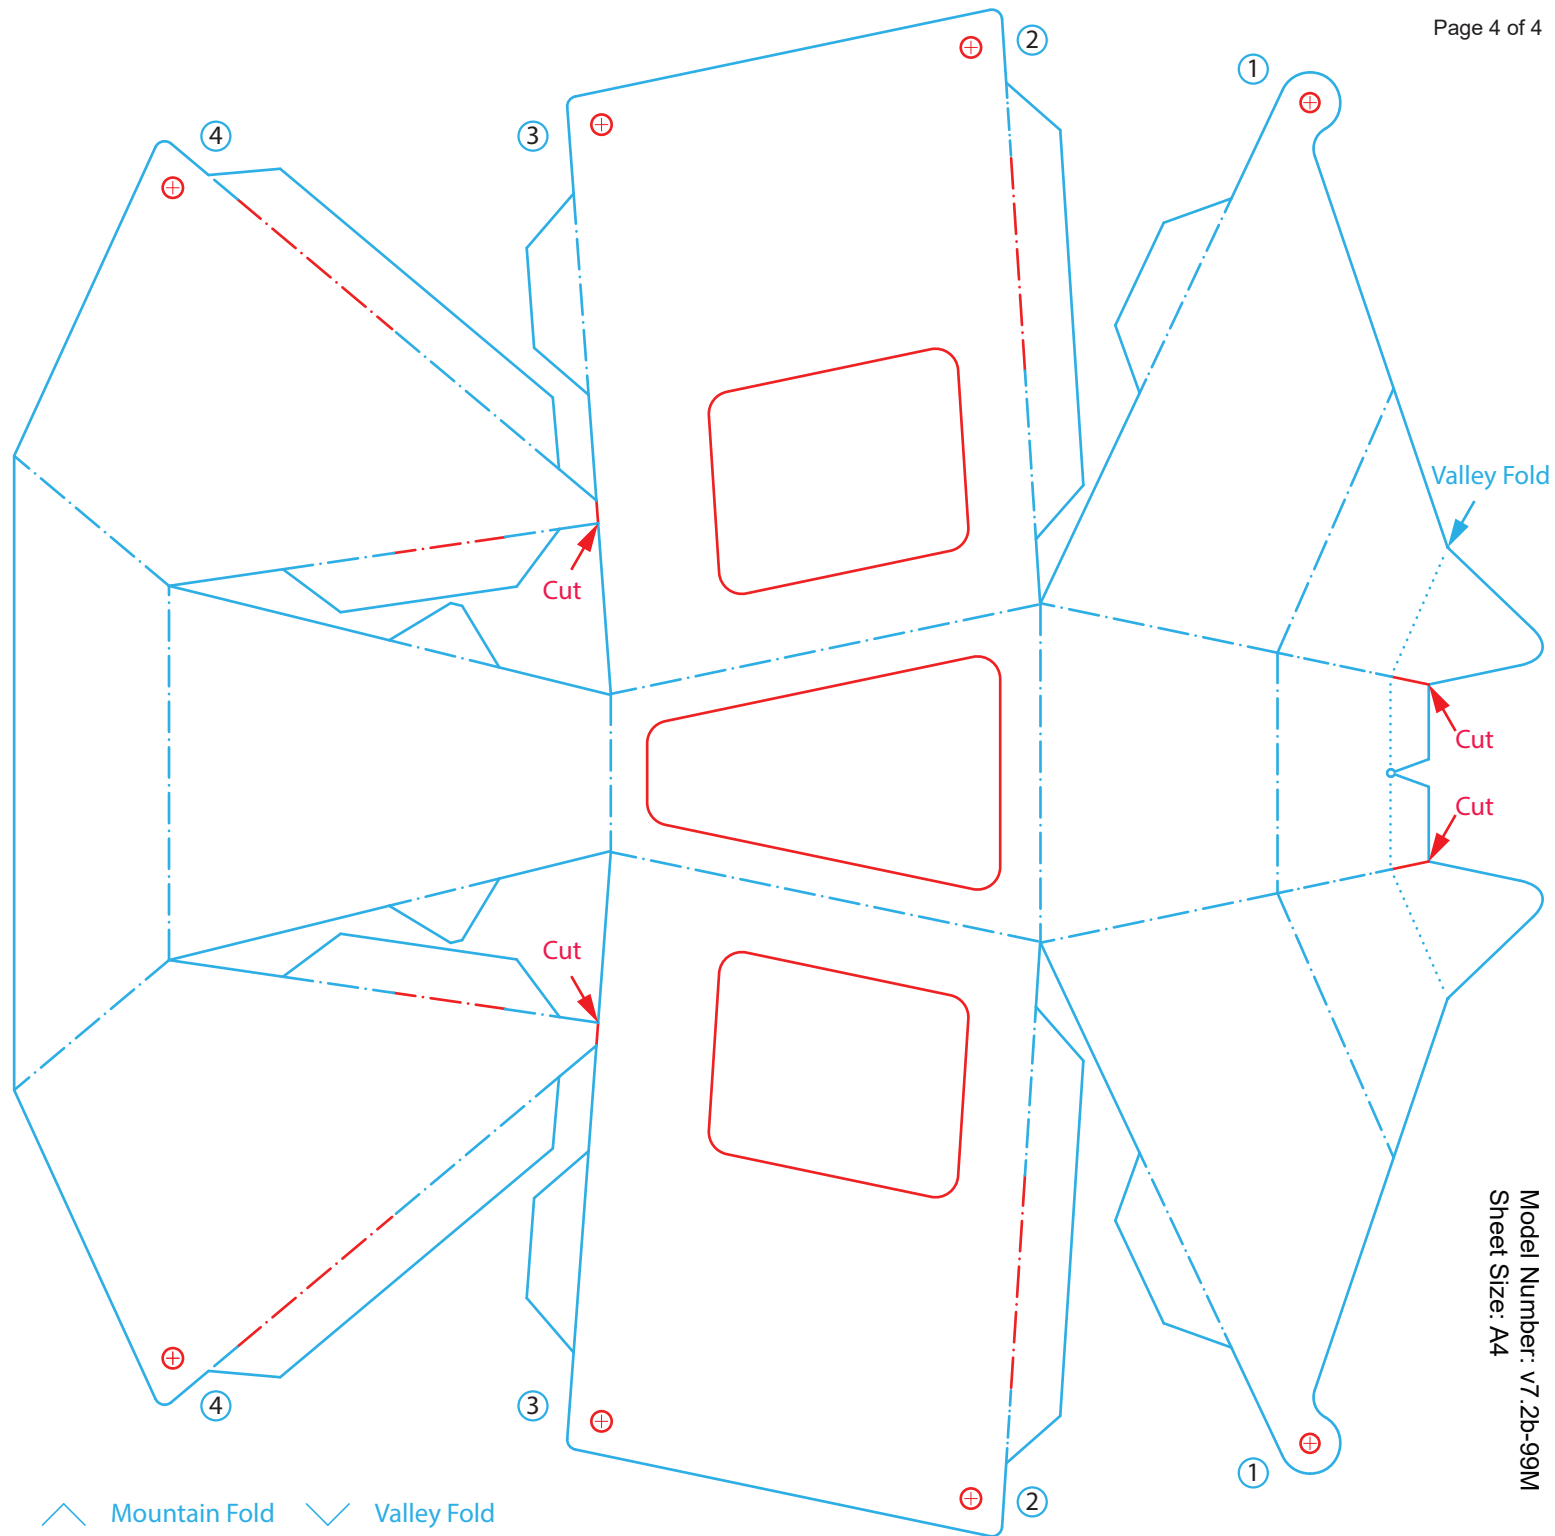 Page 4 of 4
2
1
4
3
Valley Fold
Cut
Cut
Cut
Cut
Model Number: v7.2b-99M
Sheet Size: A4
4
3
1
2
Mountain Fold
Valley Fold